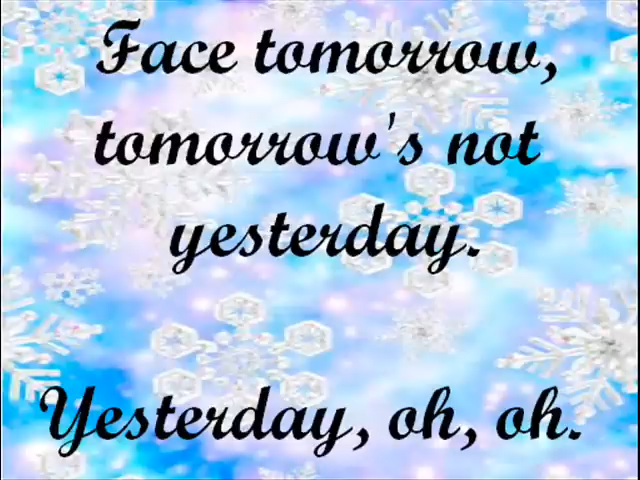 Face tomorrow,
tomorrow's not
yesterday.
Yesterday, oh, oh.